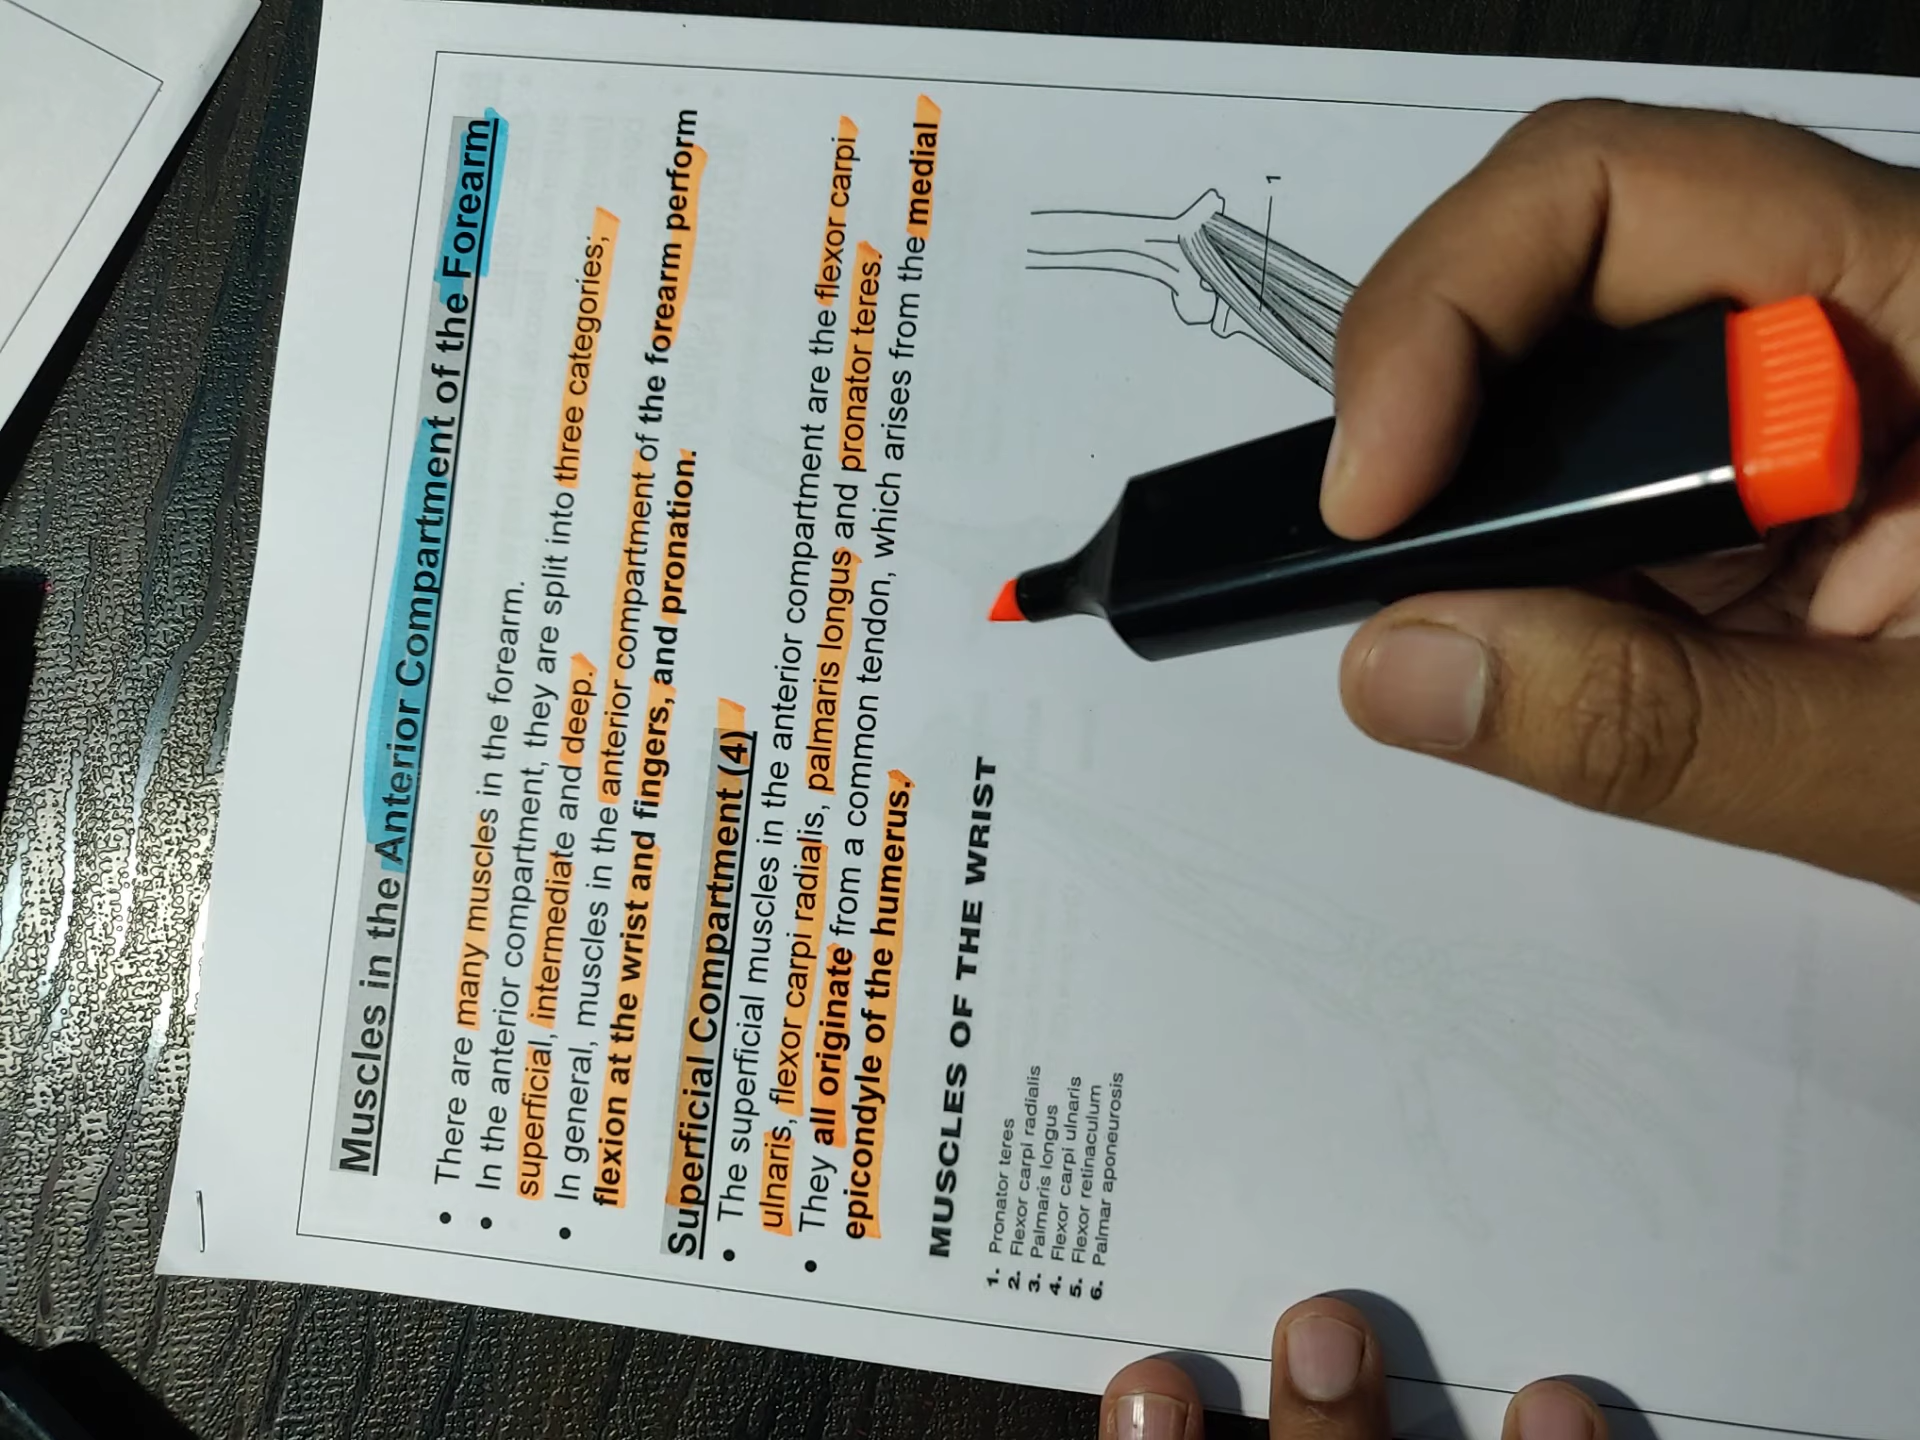 Muscles in the Anterior Compartment of the Forearm
• There are many muscles in the forearm.
• In the anterior compartment, they are split into three categories;
superficial, intermediate and deep.
• In general, muscles in the anterior compartment of the forearm perform
flexion at the wrist and fingers, and pronation.
Superficial Compartment (4)
• The superficial muscles in the anterior compartment are the flexor carpi
ulnaris, flexor carpi radialis, palmaris longus and pronator teres.
• They all originate from a common tendon, which arises from the medial
epicondyle of the humerus.
MUSCLES OF THE WRIST
1. Pronator teres
2. Flexor carpi radialis
3. Palmaris longus
4. Flexor carpi ulnaris
5. Flexor retinaculum
6. Palmar aponeurosis
1